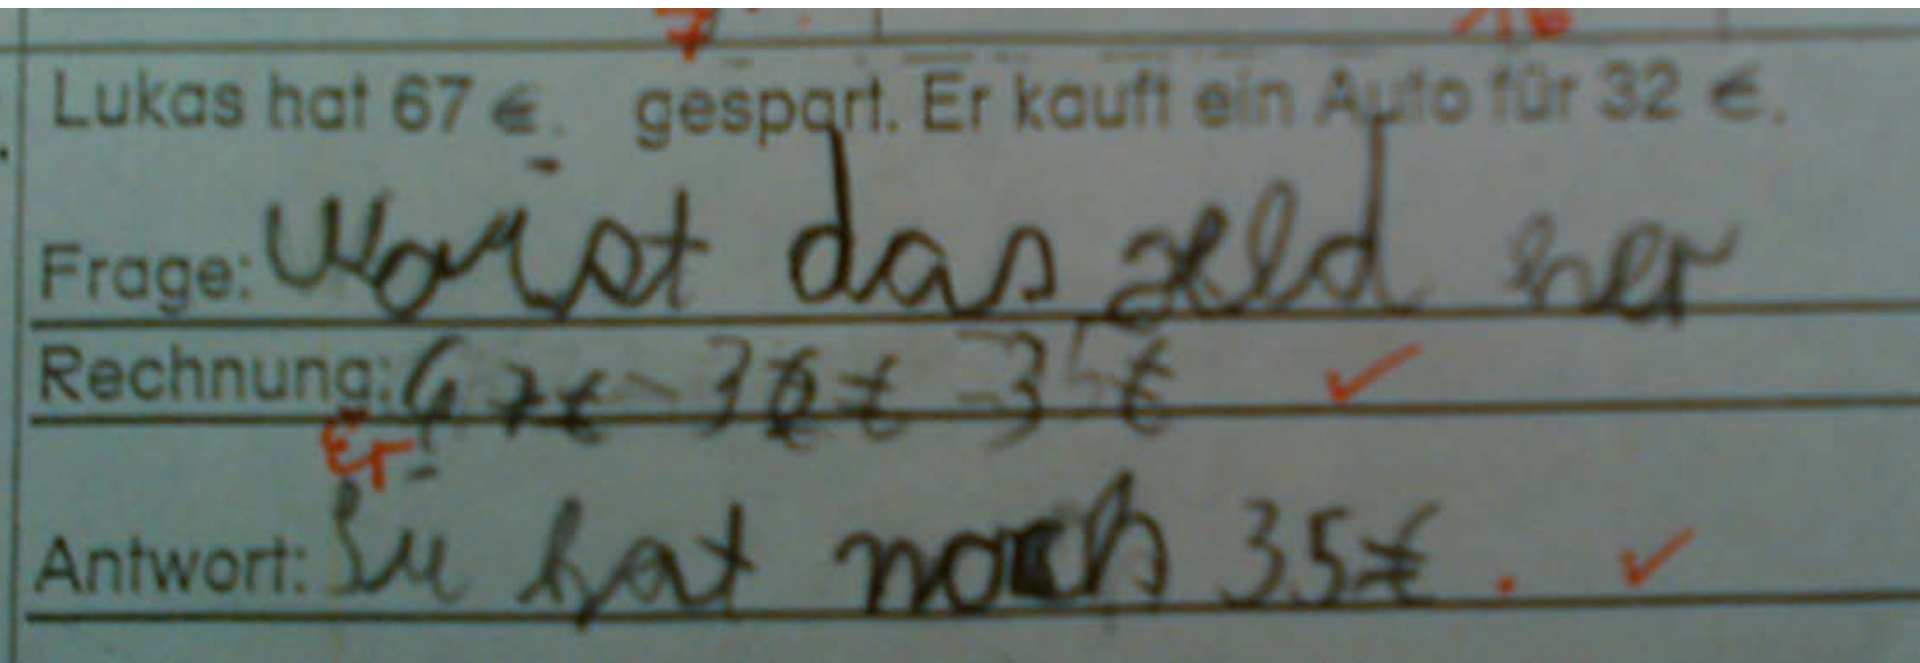 Lukas hat 67 €. gespart. Er kauft ein Auto für 32 €.
Frage: Wo ist das geld her
Rechnung: 67€ - 32€ = 35€ ✓
Er
Antwort: Sie hat noch 35€. ✓